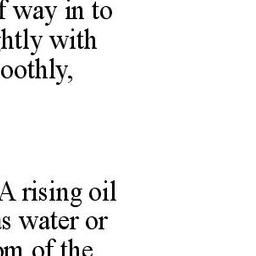 f way in to
htly with
oothly,
A rising oil
s water or
om of the